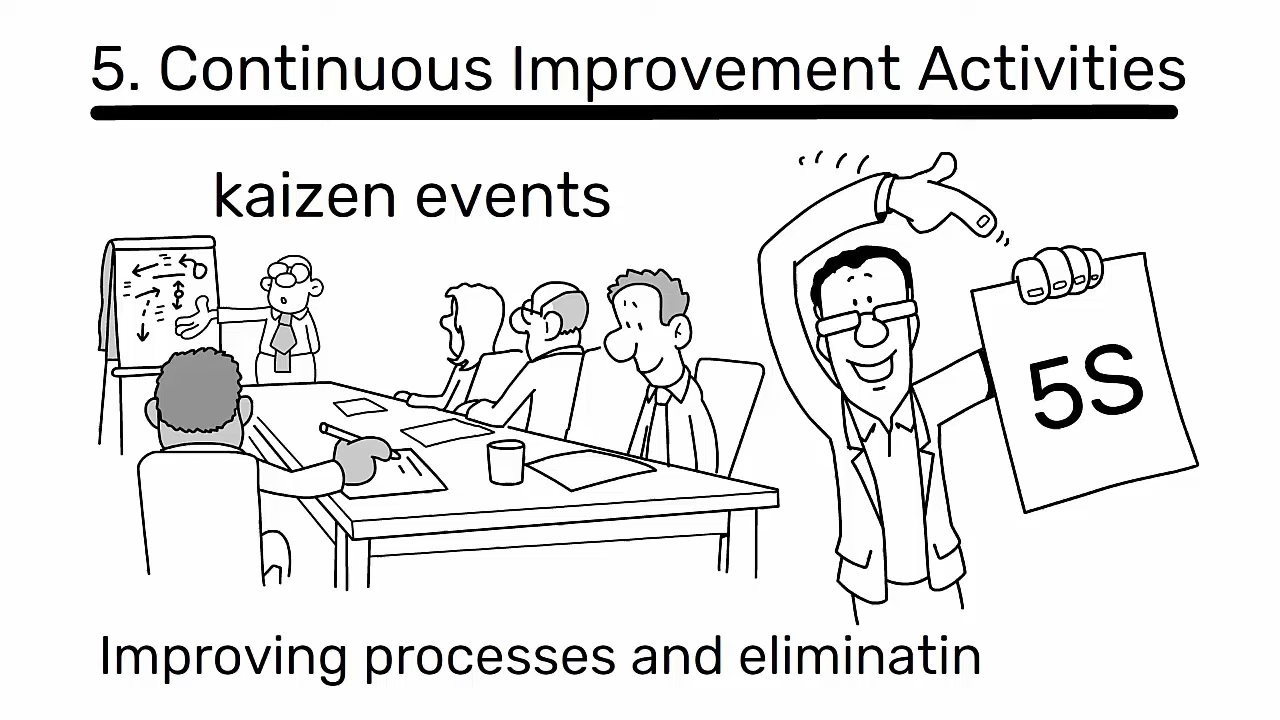 5. Continuous Improvement Activities
kaizen events
5S
Improving processes and eliminatin